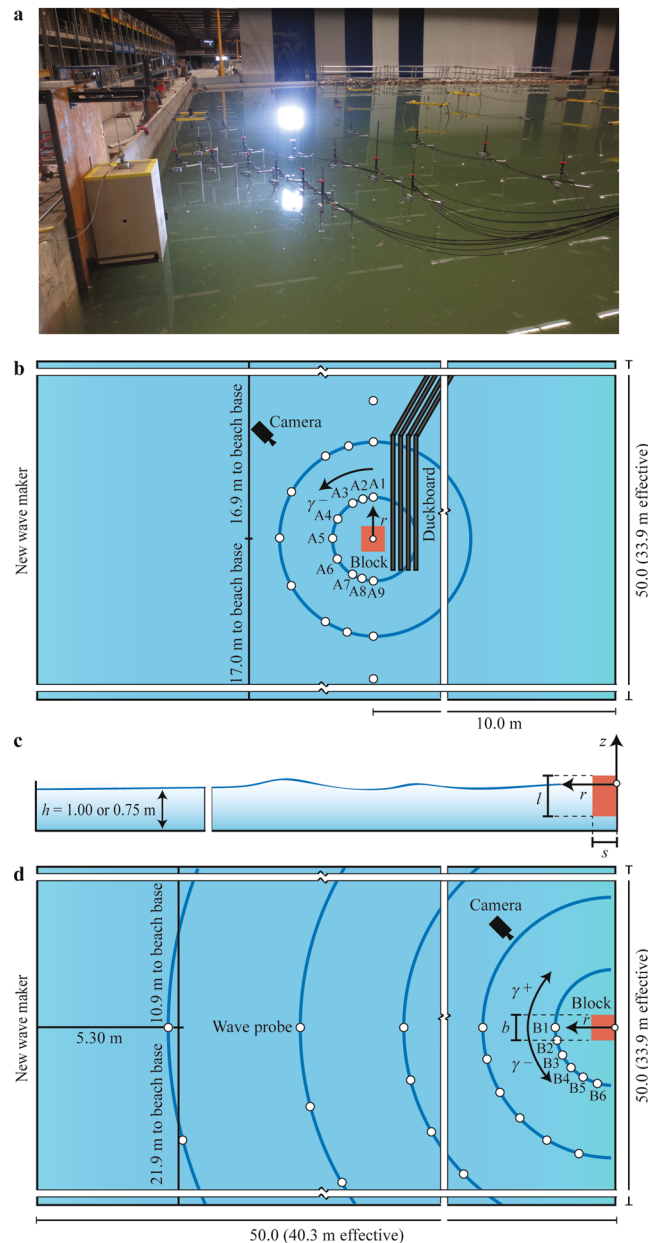 a
b
New wave maker
16.9 m to beach base
17.0 m to beach base
Camera
γ−
A3 A2 A1
A4
A5
A6
A7
A8
A9
r
Block
Duckboard
50.0 (33.9 m effective)
10.0 m
c
z
h = 1.00 or 0.75 m
l
r
s
d
New wave maker
10.9 m to beach base
21.9 m to beach base
5.30 m
Wave probe
Camera
γ+
γ−
b
Block
r
B1
B2
B3
B4
B5
B6
50.0 (33.9 m effective)
50.0 (40.3 m effective)